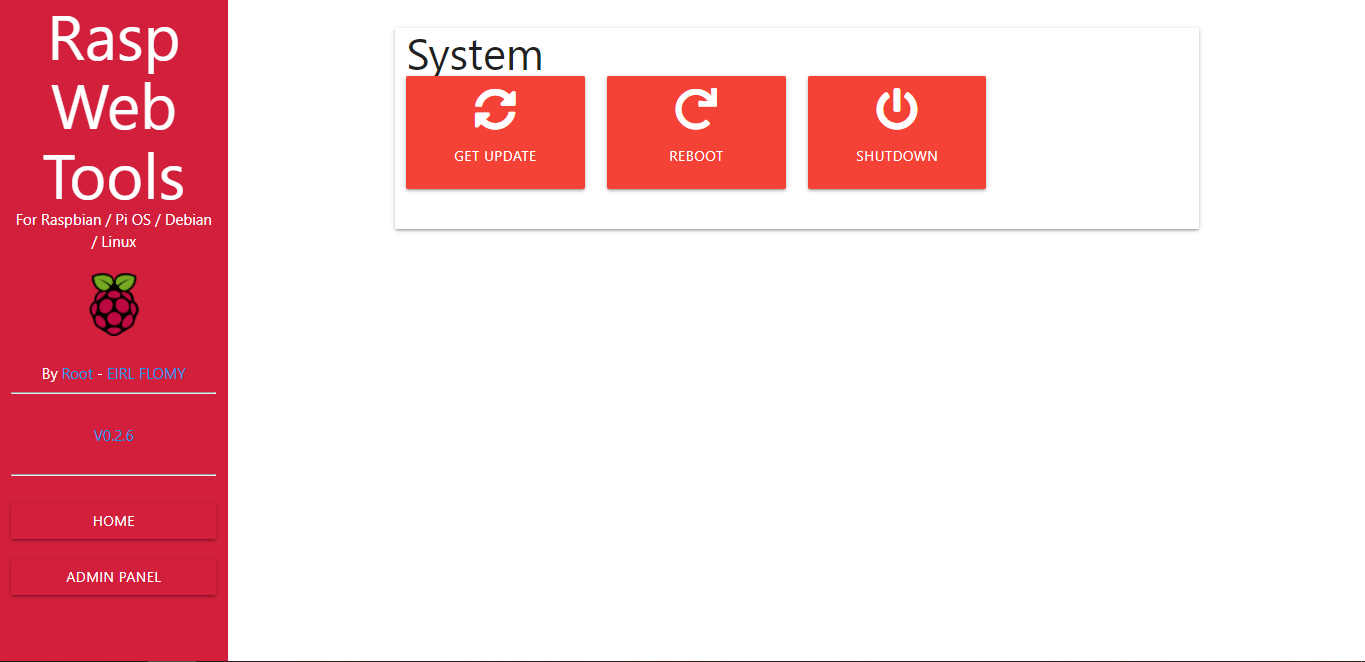 Rasp
Web
Tools
For Raspbian / Pi OS / Debian
/ Linux
By Root - EIRL FLOMY
V0.2.6
HOME
ADMIN PANEL
System
GET UPDATE
REBOOT
SHUTDOWN